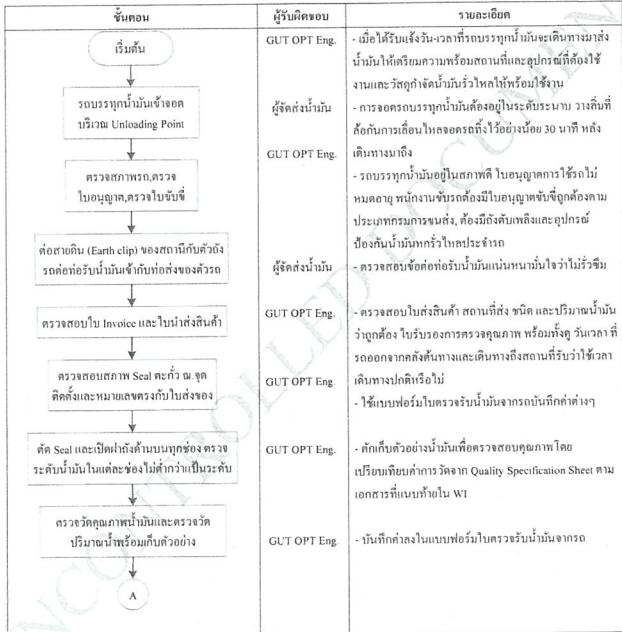 ขั้นตอน
ผู้รับผิดชอบ
รายละเอียด
เริ่มต้น
GUT OPT Eng.
- เมื่อได้รับแจ้งวัน-เวลาที่รถบรรทุกน้ำมันจะเดินทางมาส่ง
น้ำมันให้เตรียมความพร้อมสถานที่และอุปกรณ์ที่ต้องใช้
งานและวัสดุกำจัดน้ำมันรั่วไหลให้พร้อมใช้งาน
รถบรรทุกน้ำมันเข้าจอด
บริเวณ Unloading Point
ผู้จัดส่งน้ำมัน
- การจอดรถบรรทุกน้ำมันต้องอยู่ในระดับระนาบ วางลิ่มที่
ล้อกันการเลื่อนไหลจอดรถทิ้งไว้อย่างน้อย 30 นาที หลัง
เดินทางมาถึง
ตรวจสภาพรถ,ตรวจ
ใบอนุญาต,ตรวจใบขับขี่
GUT OPT Eng.
- รถบรรทุกน้ำมันอยู่ในสภาพดี ใบอนุญาตการใช้รถไม่
หมดอายุ พนักงานขับรถต้องมีใบอนุญาตขับขี่ถูกต้องตาม
ประเภทกรมการขนส่ง, ต้องมีถังดับเพลิงและอุปกรณ์
ป้องกันน้ำมันหกรั่วไหลประจำรถ
ต่อสายดิน (Earth clip) ของสถานีกับตัวถัง
รถต่อท่อรับน้ำมันเข้ากับท่อส่งของตัวรถ
ผู้จัดส่งน้ำมัน
- ตรวจสอบข้อต่อท่อรับน้ำมันแน่นหนามั่นใจว่าไม่รั่วซึม
ตรวจสอบใบ Invoice และใบนำส่งสินค้า
GUT OPT Eng.
- ตรวจสอบใบส่งสินค้า สถานที่ส่ง ชนิด และปริมาณน้ำมัน
ว่าถูกต้อง ใบรับรองการตรวจคุณภาพ พร้อมทั้งดู วันเวลา ที่
รถออกจากคลังต้นทางและเดินทางถึงสถานที่รับว่าใช้เวลา
เดินทางปกติหรือไม่
ตรวจสอบสภาพ Seal ตะกั่ว ณ.จุด
ติดตั้งและหมายเลขตรงกับใบส่งของ
GUT OPT Eng.
- ใช้แบบฟอร์มใบตรวจรับน้ำมันจากรถบันทึกค่าต่างๆ
ตัด Seal และเปิดฝาถังด้านบนทุกช่อง ตรวจ
ระดับน้ำมันในแต่ละช่องไม่ต่ำกว่าแป้นระดับ
GUT OPT Eng.
- ตักเก็บตัวอย่างน้ำมันเพื่อตรวจสอบคุณภาพ โดย
เปรียบเทียบค่าการวัดจาก Quality Specification Sheet ตาม
เอกสารที่แนบท้ายใน WI
ตรวจวัดคุณภาพน้ำมันและตรวจวัด
ปริมาณน้ำพร้อมเก็บตัวอย่าง
GUT OPT Eng.
- บันทึกค่าลงในแบบฟอร์มใบตรวจรับน้ำมันจากรถ
A
UNCONTROLLED DOCUMEN